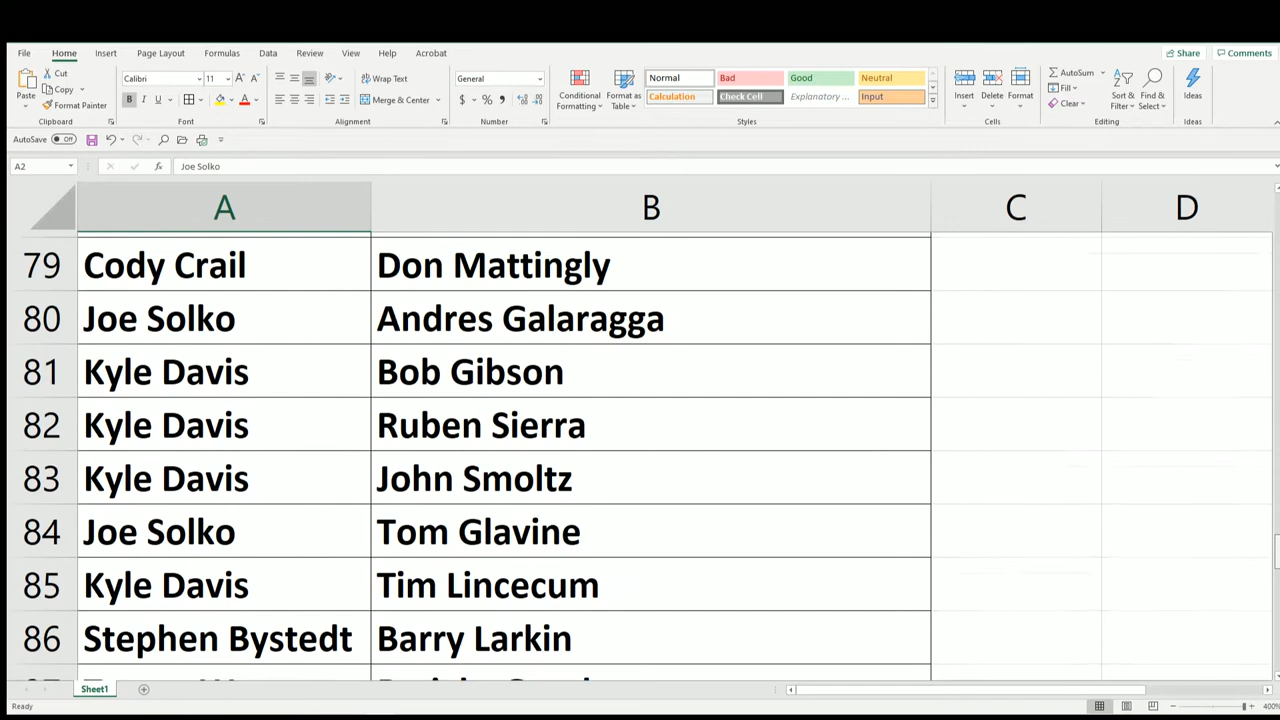 File Home Insert Page Layout Formulas Data Review View Help Acrobat Share Comments
Paste Cut Copy Format Painter Clipboard
Calibri 11 A A B I U A Font
Wrap Text Merge & Center Alignment
General $ % , Number
Conditional Formatting Format as Table
Normal Bad Good Neutral
Calculation Check Cell Explanatory ... Input
Styles
Insert Delete Format Cells
AutoSum Fill Clear Sort & Filter Find & Select Editing
Ideas Ideas
AutoSave Off
A2 fx Joe Solko
A B C D
79 Cody Crail Don Mattingly
80 Joe Solko Andres Galaragga
81 Kyle Davis Bob Gibson
82 Kyle Davis Ruben Sierra
83 Kyle Davis John Smoltz
84 Joe Solko Tom Glavine
85 Kyle Davis Tim Lincecum
86 Stephen Bystedt Barry Larkin
Sheet1
Ready 400%